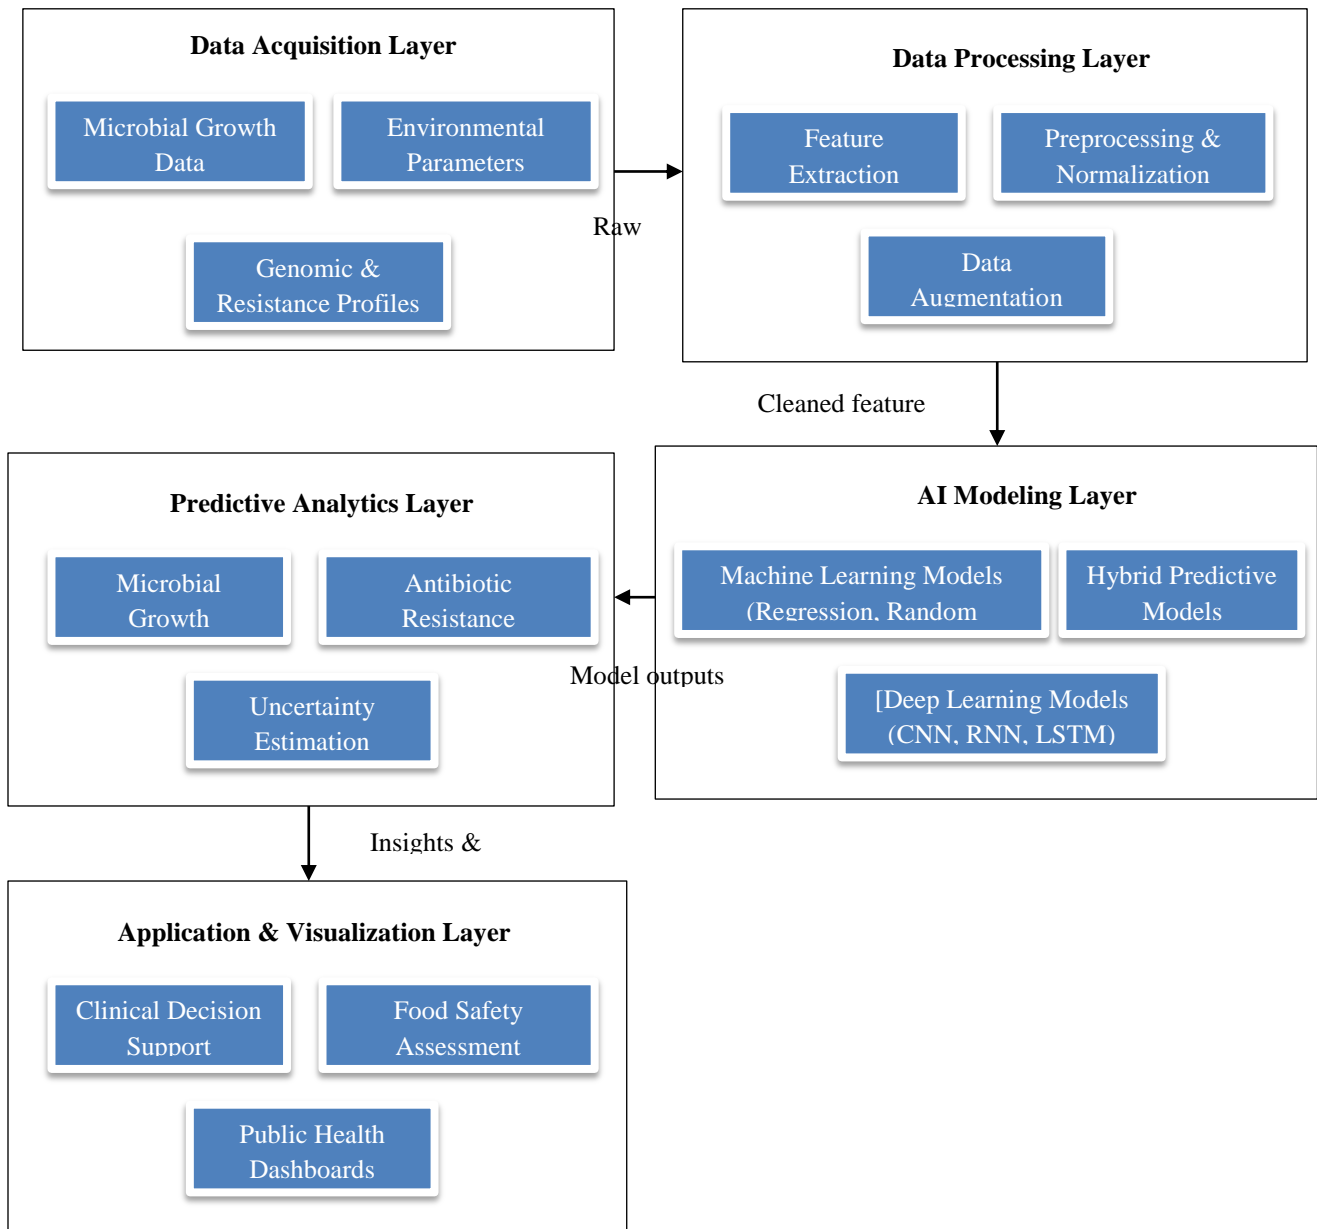 Data Acquisition Layer
Microbial Growth
Data
Environmental
Parameters
Genomic &
Resistance Profiles
Raw
Data Processing Layer
Feature
Extraction
Preprocessing &
Normalization
Data
Augmentation
Cleaned feature
AI Modeling Layer
Machine Learning Models
(Regression, Random
Hybrid Predictive
Models
[Deep Learning Models
(CNN, RNN, LSTM)
Model outputs
Predictive Analytics Layer
Microbial
Growth
Antibiotic
Resistance
Uncertainty
Estimation
Insights &
Application & Visualization Layer
Clinical Decision
Support
Food Safety
Assessment
Public Health
Dashboards